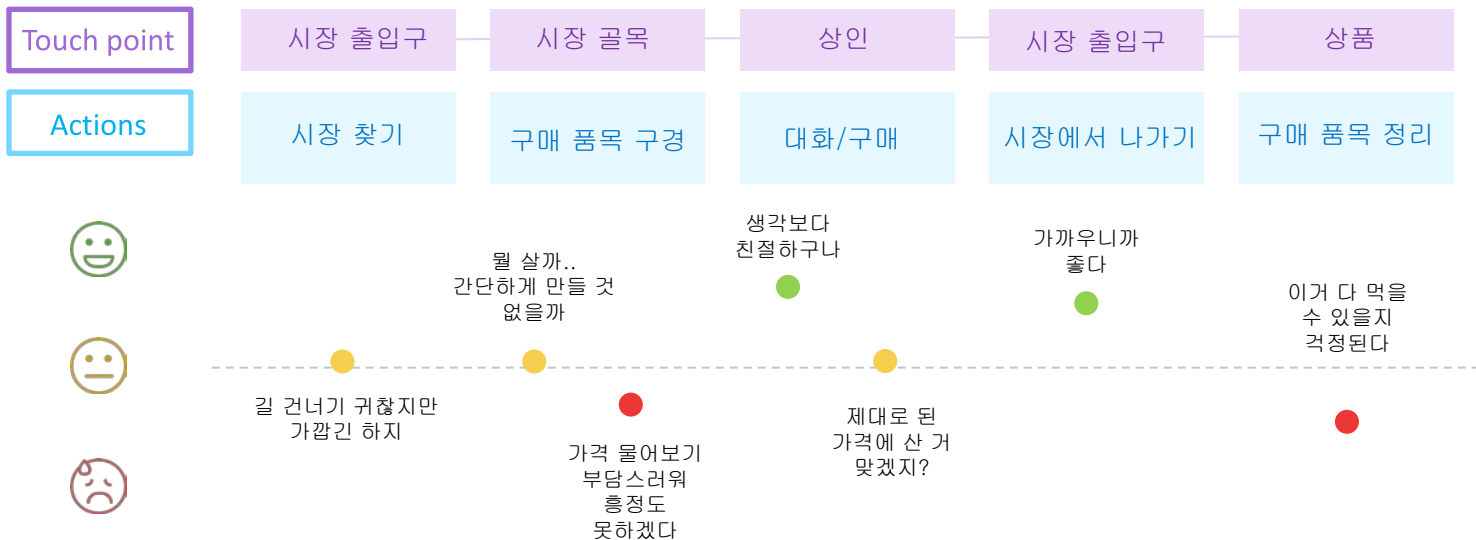 Touch point
시장 출입구
시장 골목
상인
시장 출입구
상품
Actions
시장 찾기
구매 품목 구경
대화/구매
시장에서 나가기
구매 품목 정리
길 건너기 귀찮지만
가깝긴 하지
뭘 살까..
간단하게 만들 것
없을까
가격 물어보기
부담스러워
흥정도
못하겠다
생각보다
친절하구나
제대로 된
가격에 산 거
맞겠지?
가까우니까
좋다
이거 다 먹을
수 있을지
걱정된다